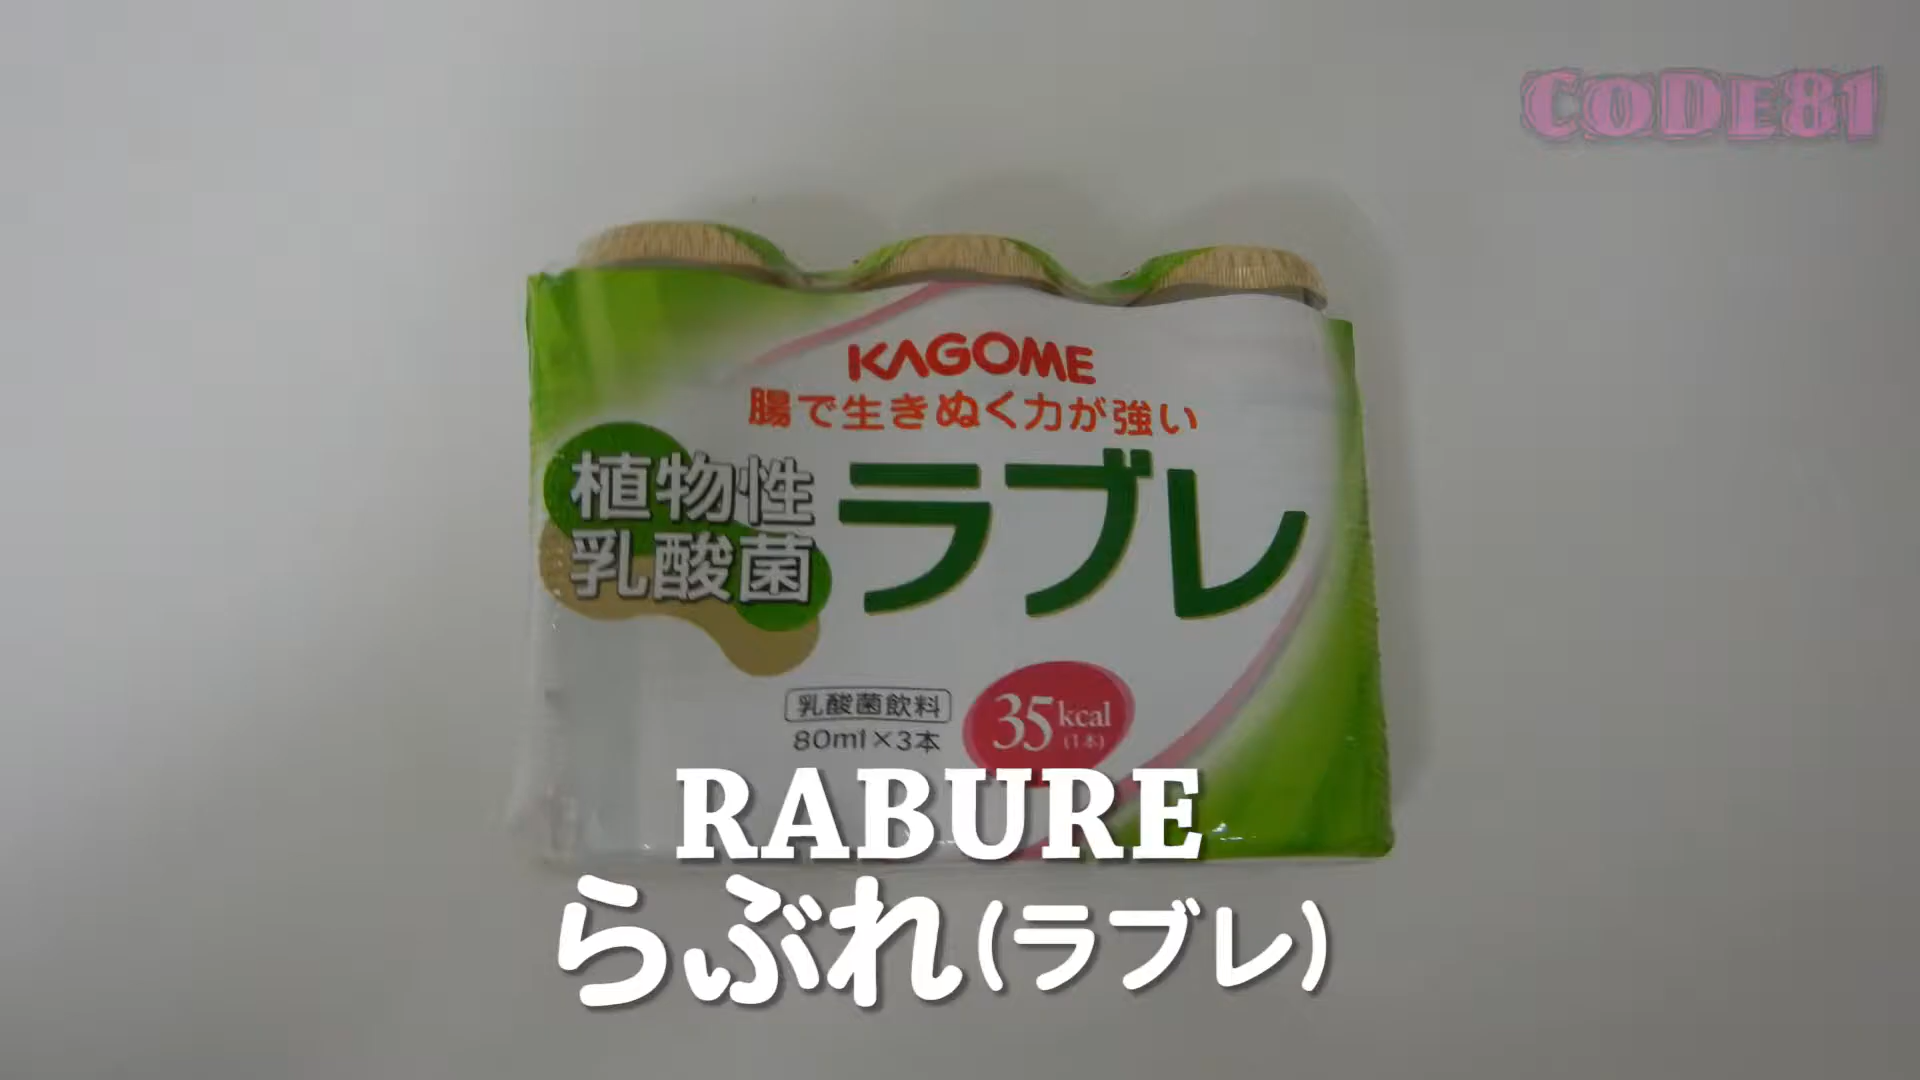 CODE81
KAGOME
腸で生きぬく力が強い
植物性
乳酸菌
ラブレ
乳酸菌飲料
80ml×3本
35kcal
(1本)
RABURE
らぶれ(ラブレ)